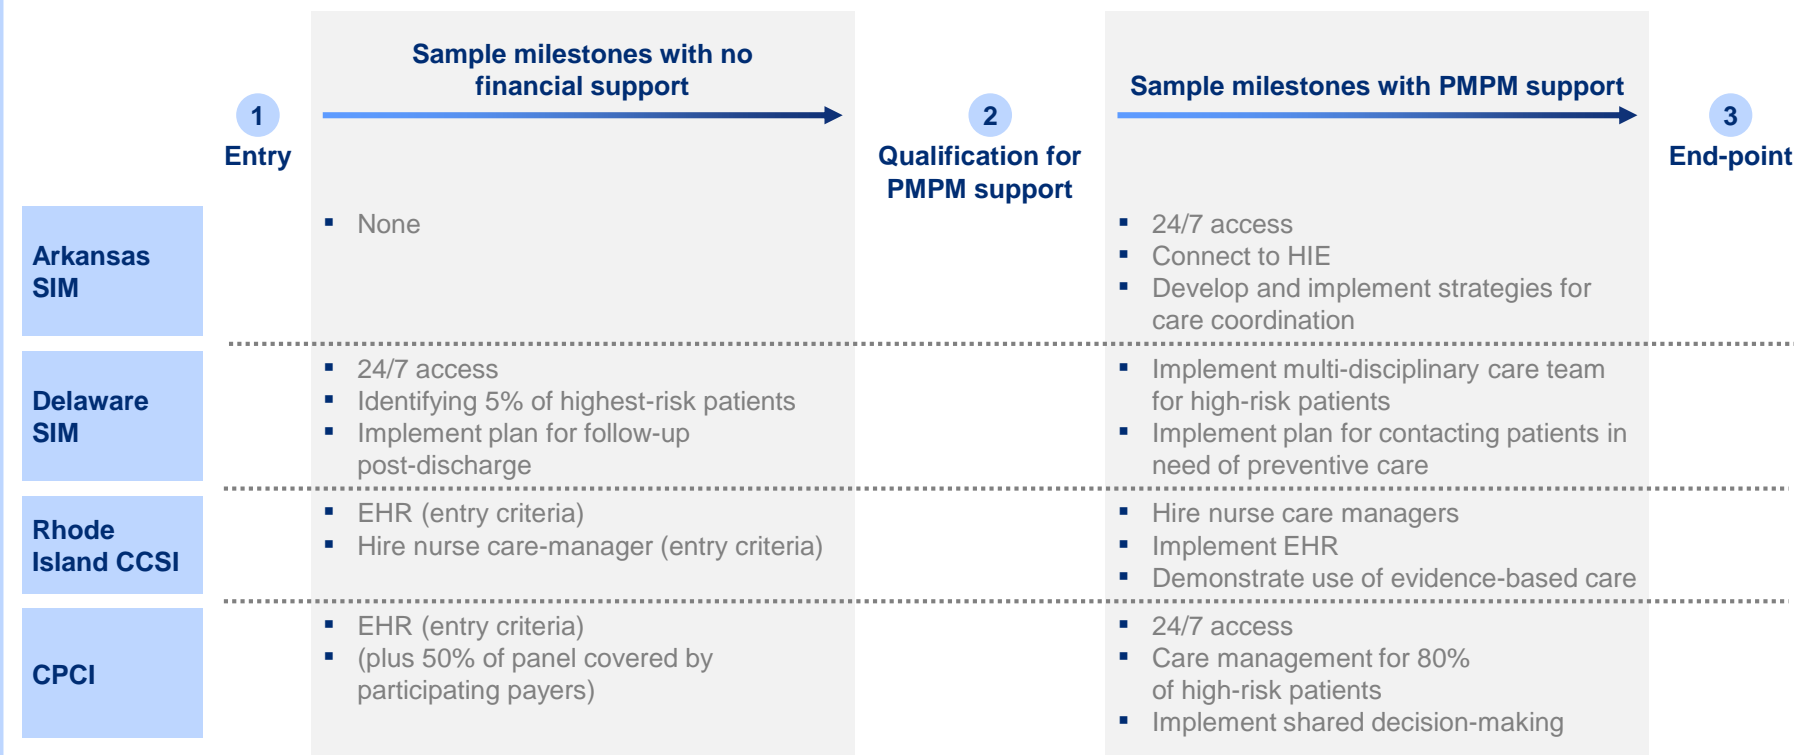 Sample milestones with no
financial support
Sample milestones with PMPM support
1
Entry
2
Qualification for
PMPM support
3
End-point
Arkansas
SIM
▪ None
▪ 24/7 access
▪ Connect to HIE
▪ Develop and implement strategies for
care coordination
Delaware
SIM
▪ 24/7 access
▪ Identifying 5% of highest-risk patients
▪ Implement plan for follow-up
post-discharge
▪ Implement multi-disciplinary care team
for high-risk patients
▪ Implement plan for contacting patients in
need of preventive care
Rhode
Island CCSI
▪ EHR (entry criteria)
▪ Hire nurse care-manager (entry criteria)
▪ Hire nurse care managers
▪ Implement EHR
▪ Demonstrate use of evidence-based care
CPCI
▪ EHR (entry criteria)
▪ (plus 50% of panel covered by
participating payers)
▪ 24/7 access
▪ Care management for 80%
of high-risk patients
▪ Implement shared decision-making